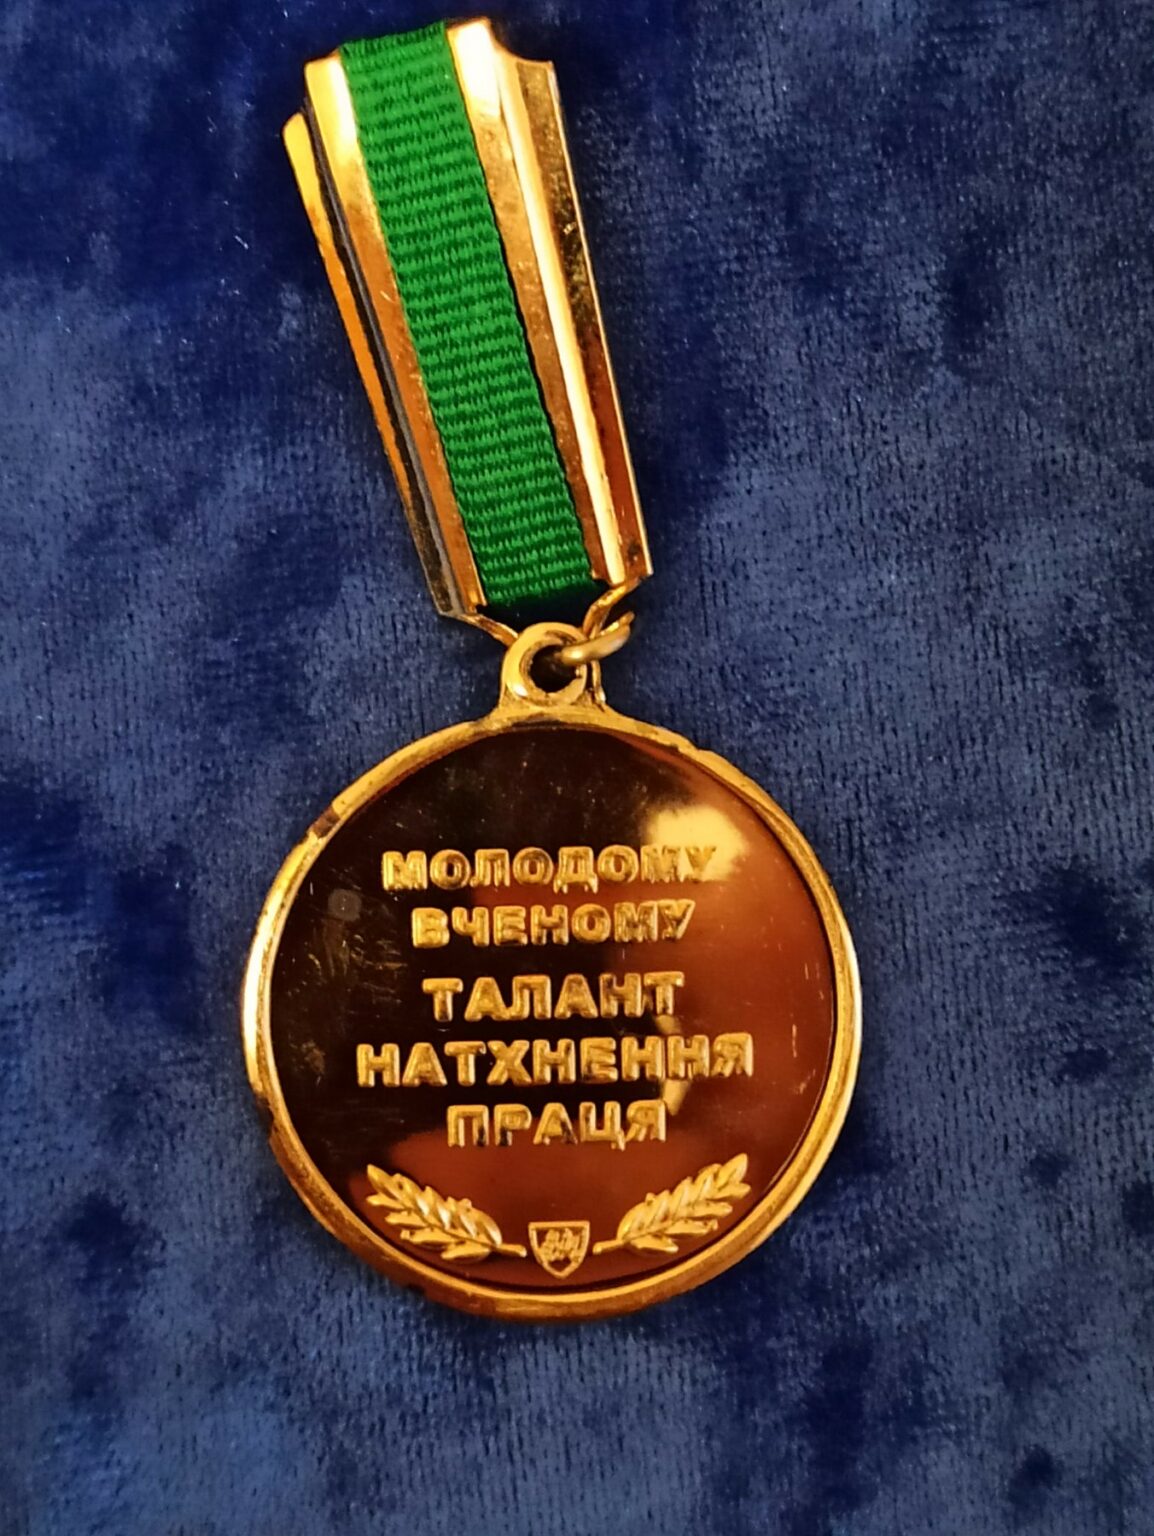 МОЛОДОМУ
ВЧЕНОМУ
ТАЛАНТ
НАТХНЕННЯ
ПРАЦЯ